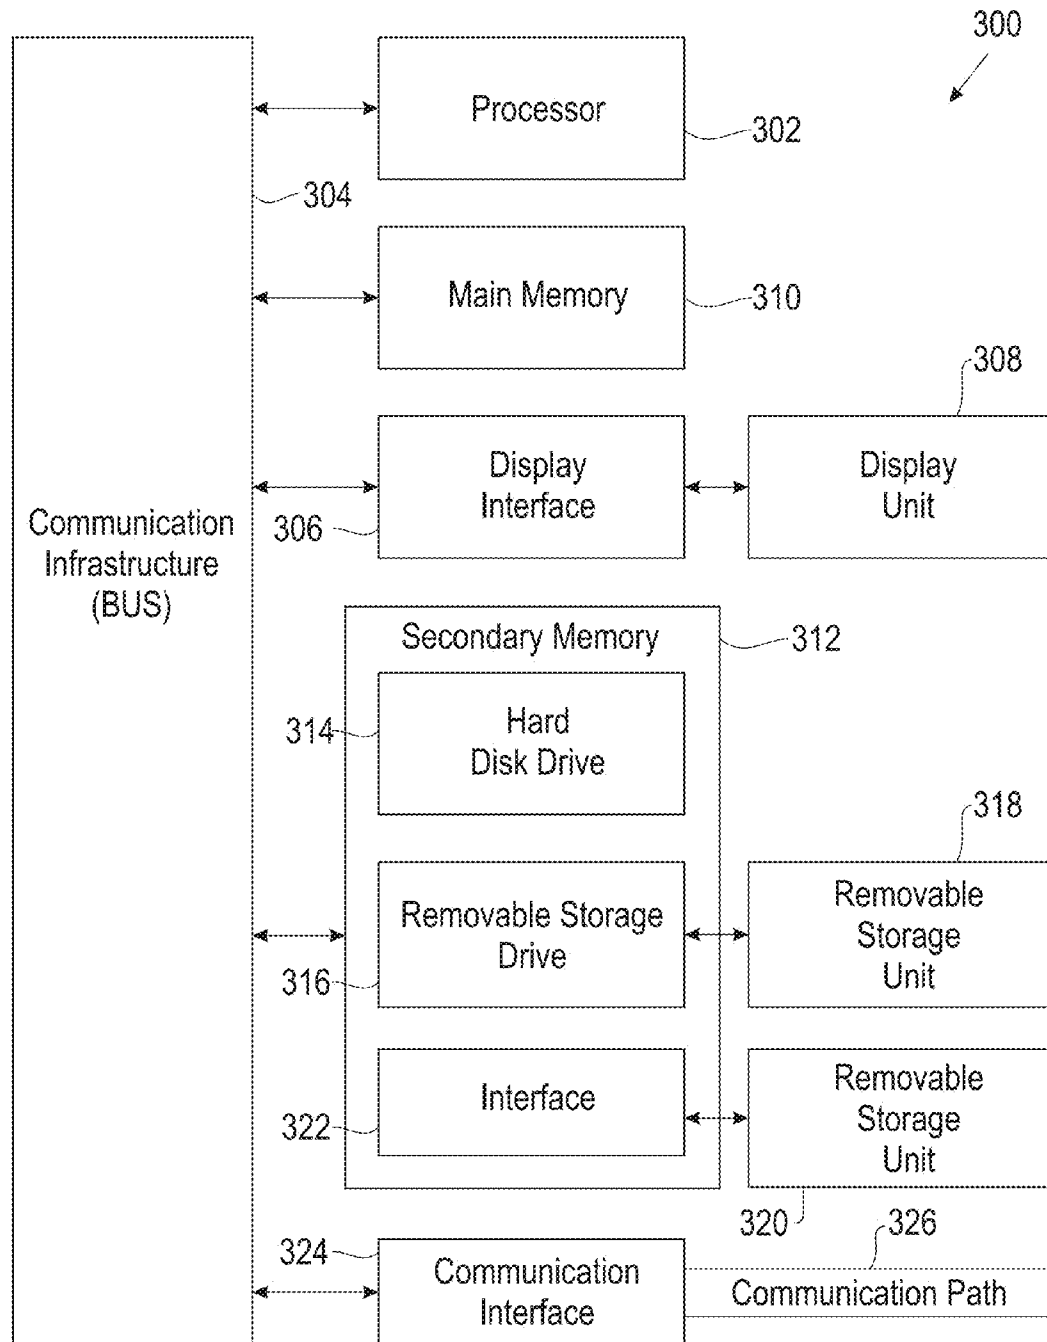 300
Processor
302
304
Main Memory
310
308
Display
Interface
306
Display
Unit
Communication
Infrastructure
(BUS)
Secondary Memory
312
314
Hard
Disk Drive
318
Removable Storage
Drive
316
Removable
Storage
Unit
Interface
322
Removable
Storage
Unit
320
326
324
Communication
Interface
Communication Path